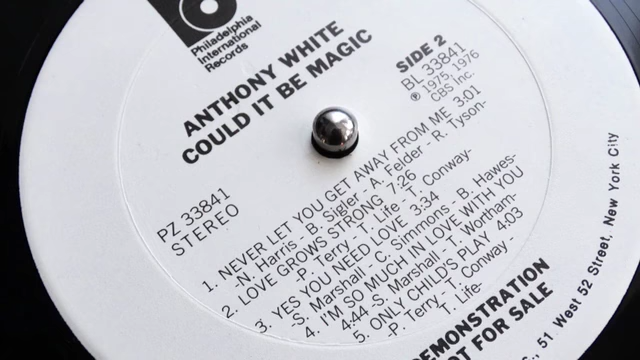 Philadelphia
International
Records
ANTHONY WHITE
COULD IT BE MAGIC
SIDE 2
BL 33841
℗ 1975, 1976
CBS Inc.
PZ 33841
STEREO
1. NEVER LET YOU GET AWAY FROM ME 3:01
N. Harris - B. Sigler - A. Felder - R. Tyson-
2. LOVE GROWS STRONG 7:26
P. Terry - T. Life - T. Conway-
3. YES YOU NEED LOVE 3:34
S. Marshall - C. Simmons - B. Hawes-
4. I'M SO MUCH IN LOVE WITH YOU
4:44 -S. Marshall - T. Wortham-
5. ONLY CHILD'S PLAY 4:03
P. Terry - T. Conway -
T. Life-
DEMONSTRATION
T FOR SALE
51 West 52 Street, New York City